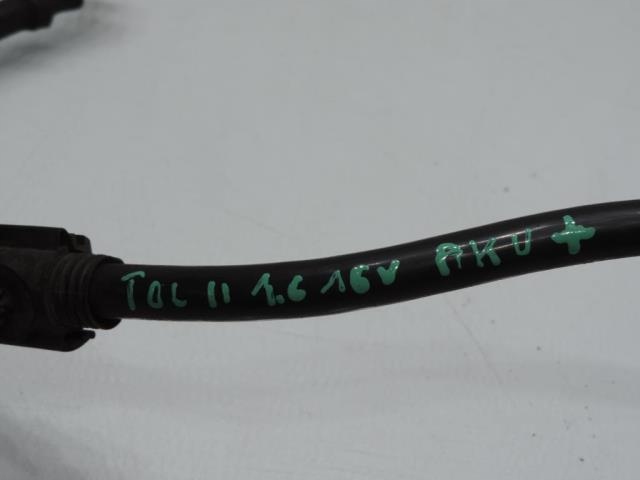 TOL II 1.6 16V AKU +